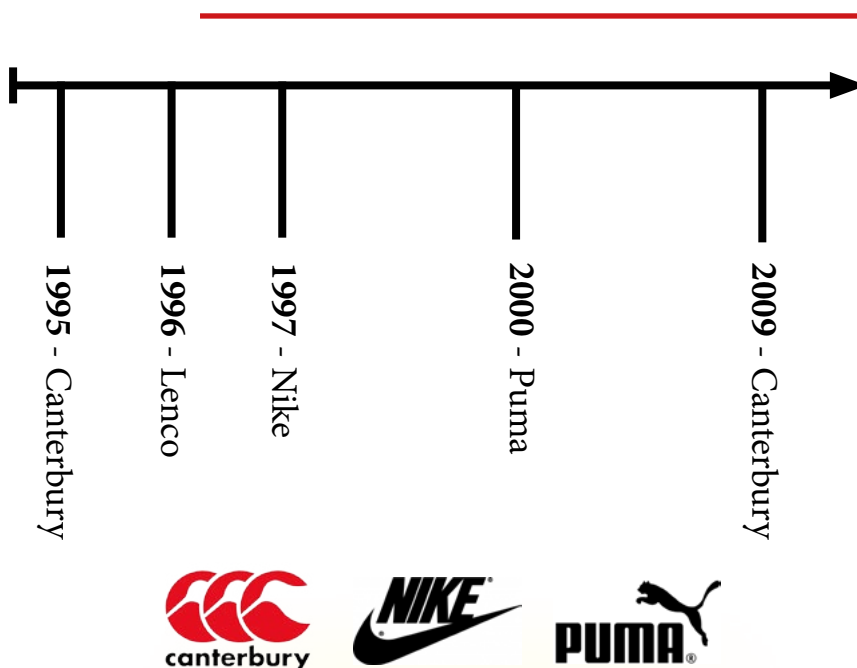 1995 - Canterbury
1996 - Lenco
1997 - Nike
2000 - Puma
2009 - Canterbury
canterbury
NIKE®
PUMA®